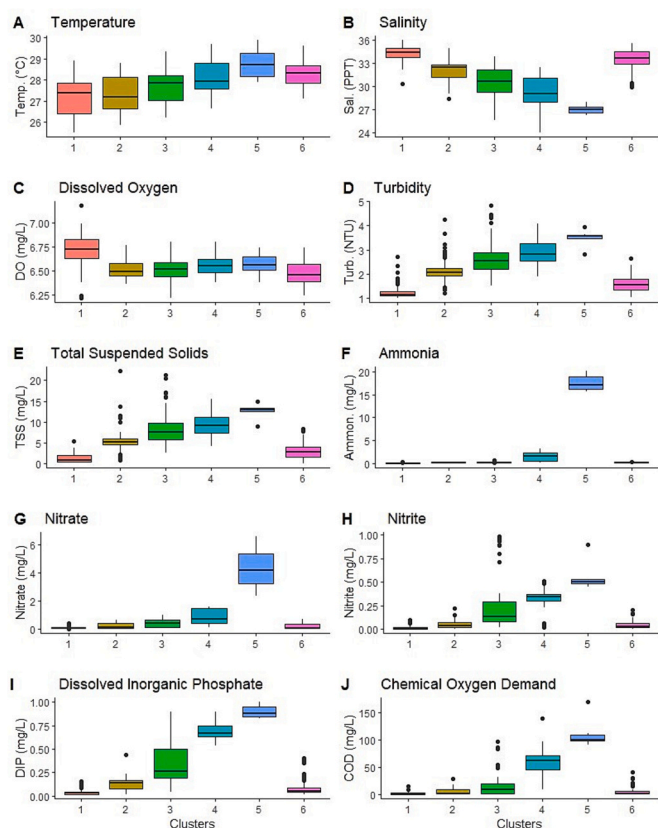 A Temperature
Temp. (°C)
30
29
28
27
26
1 2 3 4 5 6
B Salinity
Sal. (PPT)
36
33
30
27
24
1 2 3 4 5 6
C Dissolved Oxygen
DO (mg/L)
7.00
6.75
6.50
6.25
1 2 3 4 5 6
D Turbidity
Turb. (NTU)
5
4
3
2
1
1 2 3 4 5 6
E Total Suspended Solids
TSS (mg/L)
20
15
10
5
0
1 2 3 4 5 6
F Ammonia
Ammon. (mg/L)
20
15
10
5
0
1 2 3 4 5 6
G Nitrate
Nitrate (mg/L)
6
4
2
0
1 2 3 4 5 6
H Nitrite
Nitrite (mg/L)
1.00
0.75
0.50
0.25
0.00
1 2 3 4 5 6
I Dissolved Inorganic Phosphate
DIP (mg/L)
1.00
0.75
0.50
0.25
0.00
1 2 3 4 5 6
Clusters
J Chemical Oxygen Demand
COD (mg/L)
150
100
50
0
1 2 3 4 5 6
Clusters